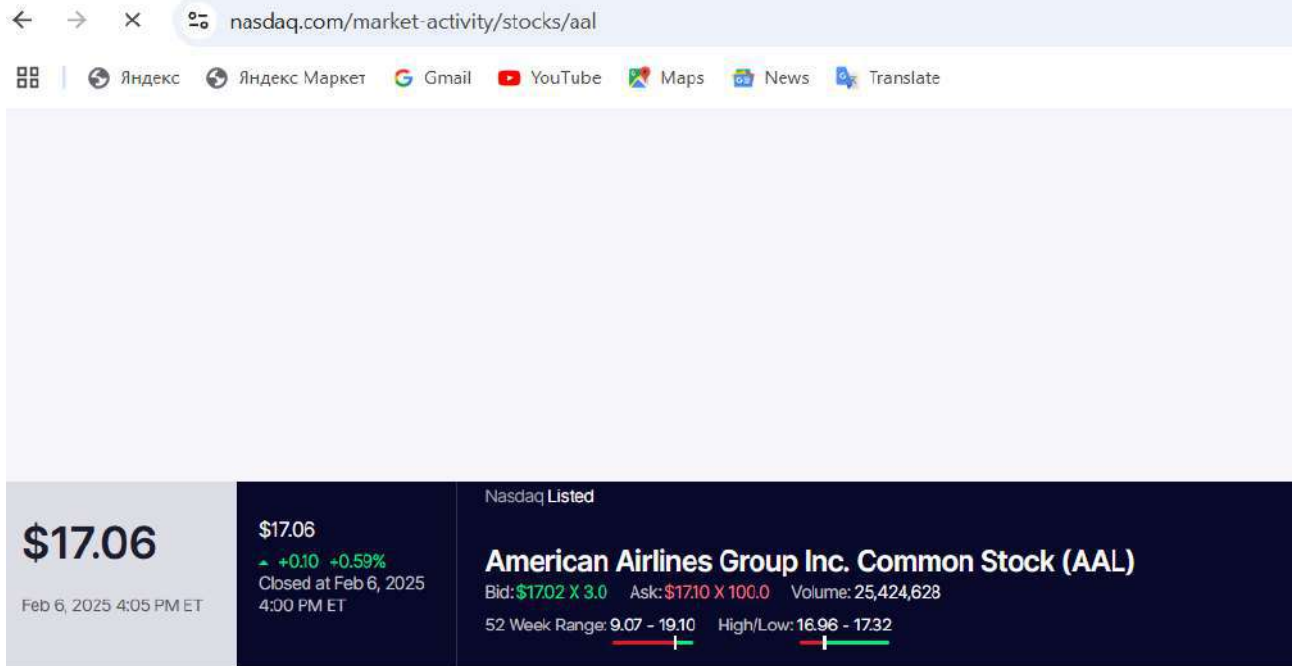 nasdaq.com/market-activity/stocks/aal
Яндекс Яндекс Маркет Gmail YouTube Maps News Translate
$17.06
Feb 6, 2025 4:05 PM ET
$17.06
+0.10 +0.59%
Closed at Feb 6, 2025
4:00 PM ET
Nasdaq Listed
American Airlines Group Inc. Common Stock (AAL)
Bid: $17.02 X 3.0 Ask: $17.10 X 100.0 Volume: 25,424,628
52 Week Range: 9.07 - 19.10 High/Low: 16.96 - 17.32